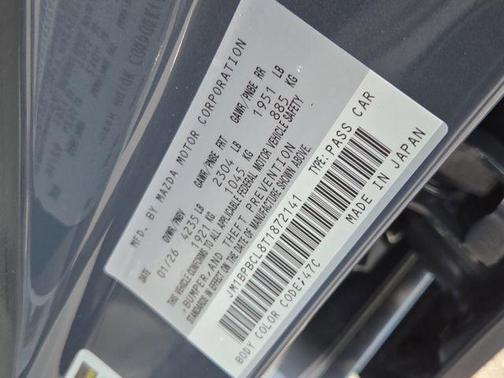 MFD. BY MAZDA MOTOR CORPORATION
GVWR/PNBV GAWR/PNBE FRT GAWR/PNBE RR
01/26 4235 LB 2304 LB 1951 LB
1921 KG 1045 KG 885 KG
THIS VEHICLE CONFORMS TO ALL APPLICABLE FEDERAL MOTOR VEHICLE SAFETY
STANDARDS IN EFFECT ON THE DATE OF MANUFACTURE SHOWN ABOVE.
*BUMPER, AND THEFT PREVENTION
JM1BPBCL8T1872141 TYPE: PASS CAR
BODY COLOR CODE:47C MADE IN JAPAN